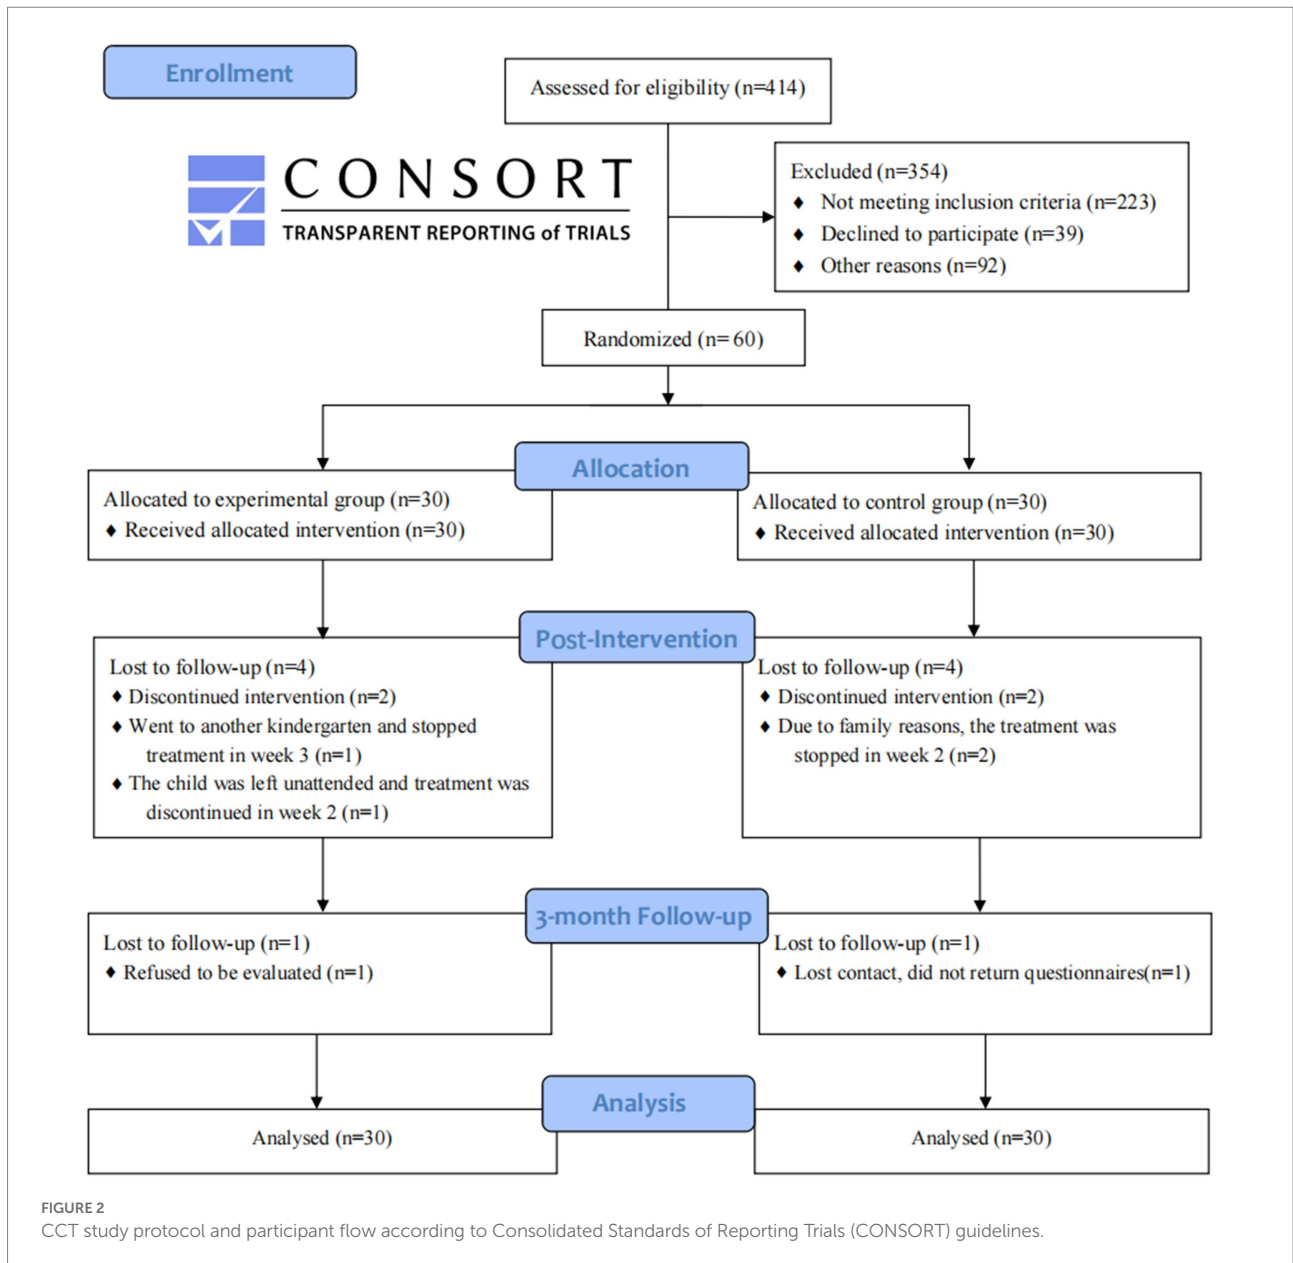 Enrollment
Assessed for eligibility (n=414)
CONSORT
TRANSPARENT REPORTING of TRIALS
Excluded (n=354)
♦ Not meeting inclusion criteria (n=223)
♦ Declined to participate (n=39)
♦ Other reasons (n=92)
Randomized (n= 60)
Allocation
Allocated to experimental group (n=30)
♦ Received allocated intervention (n=30)
Allocated to control group (n=30)
♦ Received allocated intervention (n=30)
Post-Intervention
Lost to follow-up (n=4)
♦ Discontinued intervention (n=2)
♦ Went to another kindergarten and stopped
treatment in week 3 (n=1)
♦ The child was left unattended and treatment was
discontinued in week 2 (n=1)
Lost to follow-up (n=4)
♦ Discontinued intervention (n=2)
♦ Due to family reasons, the treatment was
stopped in week 2 (n=2)
3-month Follow-up
Lost to follow-up (n=1)
♦ Refused to be evaluated (n=1)
Lost to follow-up (n=1)
♦ Lost contact, did not return questionnaires(n=1)
Analysis
Analysed (n=30)
Analysed (n=30)
FIGURE 2
CCT study protocol and participant flow according to Consolidated Standards of Reporting Trials (CONSORT) guidelines.